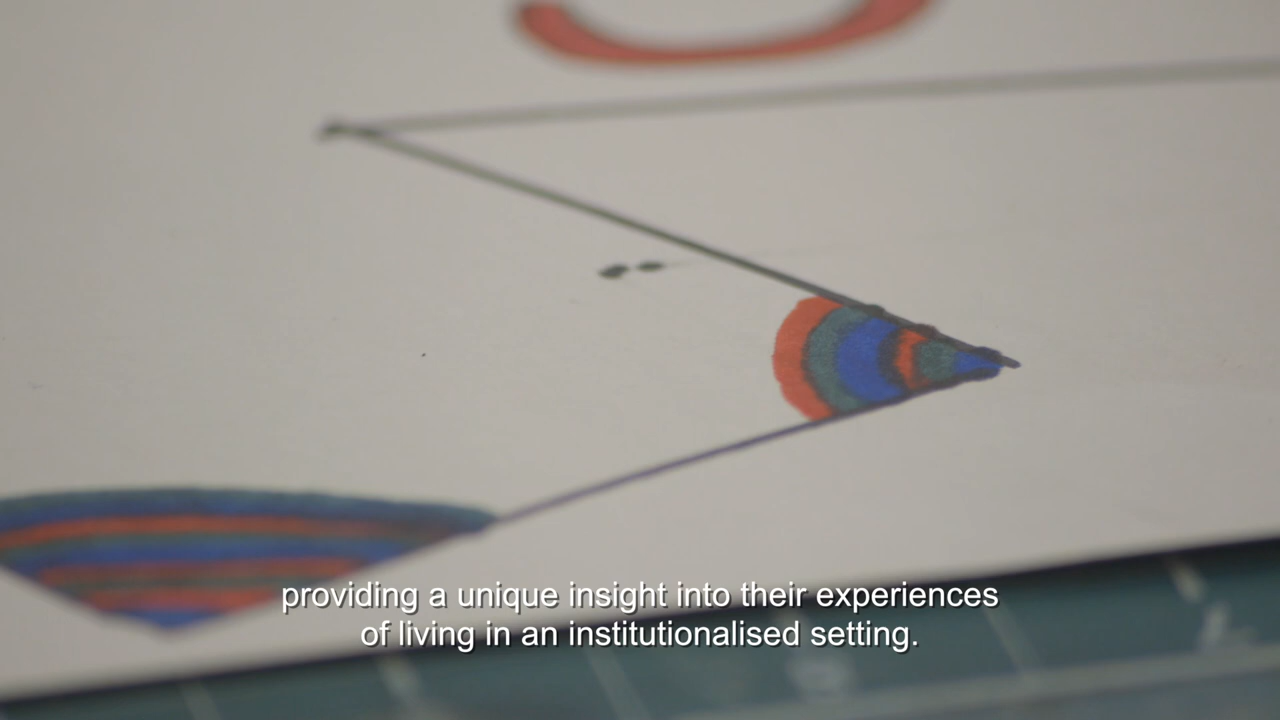 providing a unique insight into their experiences
of living in an institutionalised setting.